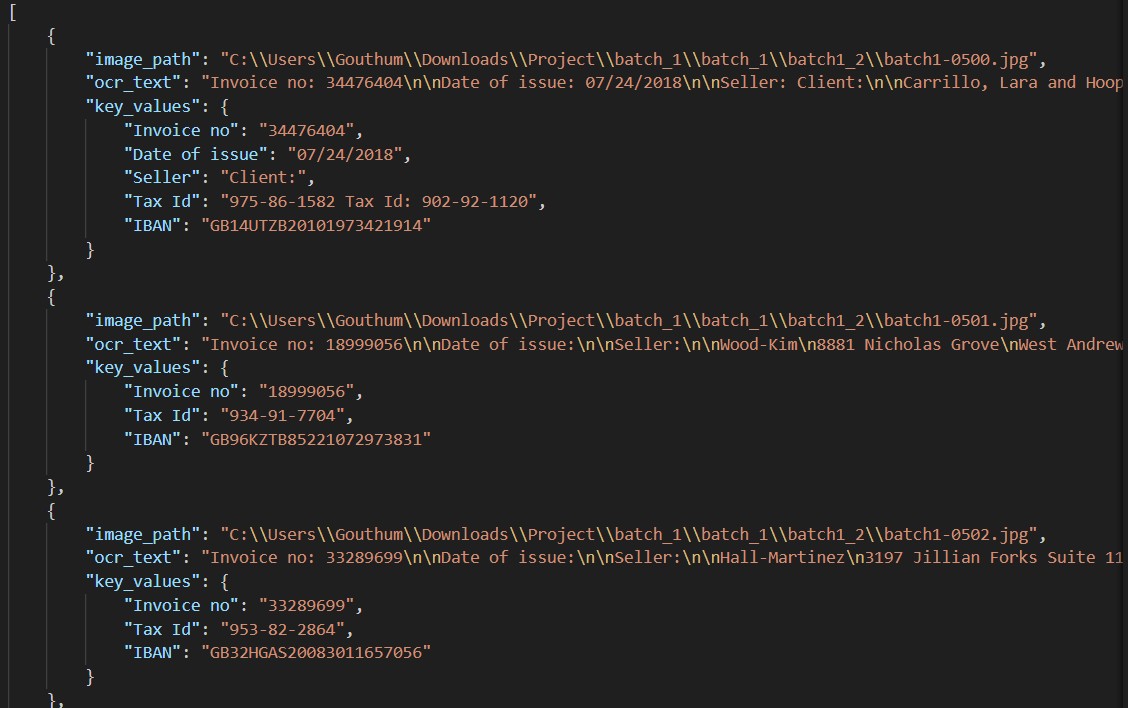 [
    {
        "image_path": "C:\\Users\\Gouthum\\Downloads\\Project\\batch_1\\batch_1\\batch1_2\\batch1-0500.jpg",
        "ocr_text": "Invoice no: 34476404\n\nDate of issue: 07/24/2018\n\nSeller: Client:\n\nCarrillo, Lara and Hoop
        "key_values": {
            "Invoice no": "34476404",
            "Date of issue": "07/24/2018",
            "Seller": "Client:",
            "Tax Id": "975-86-1582 Tax Id: 902-92-1120",
            "IBAN": "GB14UTZB20101973421914"
        }
    },
    {
        "image_path": "C:\\Users\\Gouthum\\Downloads\\Project\\batch_1\\batch_1\\batch1_2\\batch1-0501.jpg",
        "ocr_text": "Invoice no: 18999056\n\nDate of issue:\n\nSeller:\n\nWood-Kim\n8881 Nicholas Grove\nWest Andrew
        "key_values": {
            "Invoice no": "18999056",
            "Tax Id": "934-91-7704",
            "IBAN": "GB96KZTB85221072973831"
        }
    },
    {
        "image_path": "C:\\Users\\Gouthum\\Downloads\\Project\\batch_1\\batch_1\\batch1_2\\batch1-0502.jpg",
        "ocr_text": "Invoice no: 33289699\n\nDate of issue:\n\nSeller:\n\nHall-Martinez\n3197 Jillian Forks Suite 11
        "key_values": {
            "Invoice no": "33289699",
            "Tax Id": "953-82-2864",
            "IBAN": "GB32HGAS20083011657056"
        }
    },